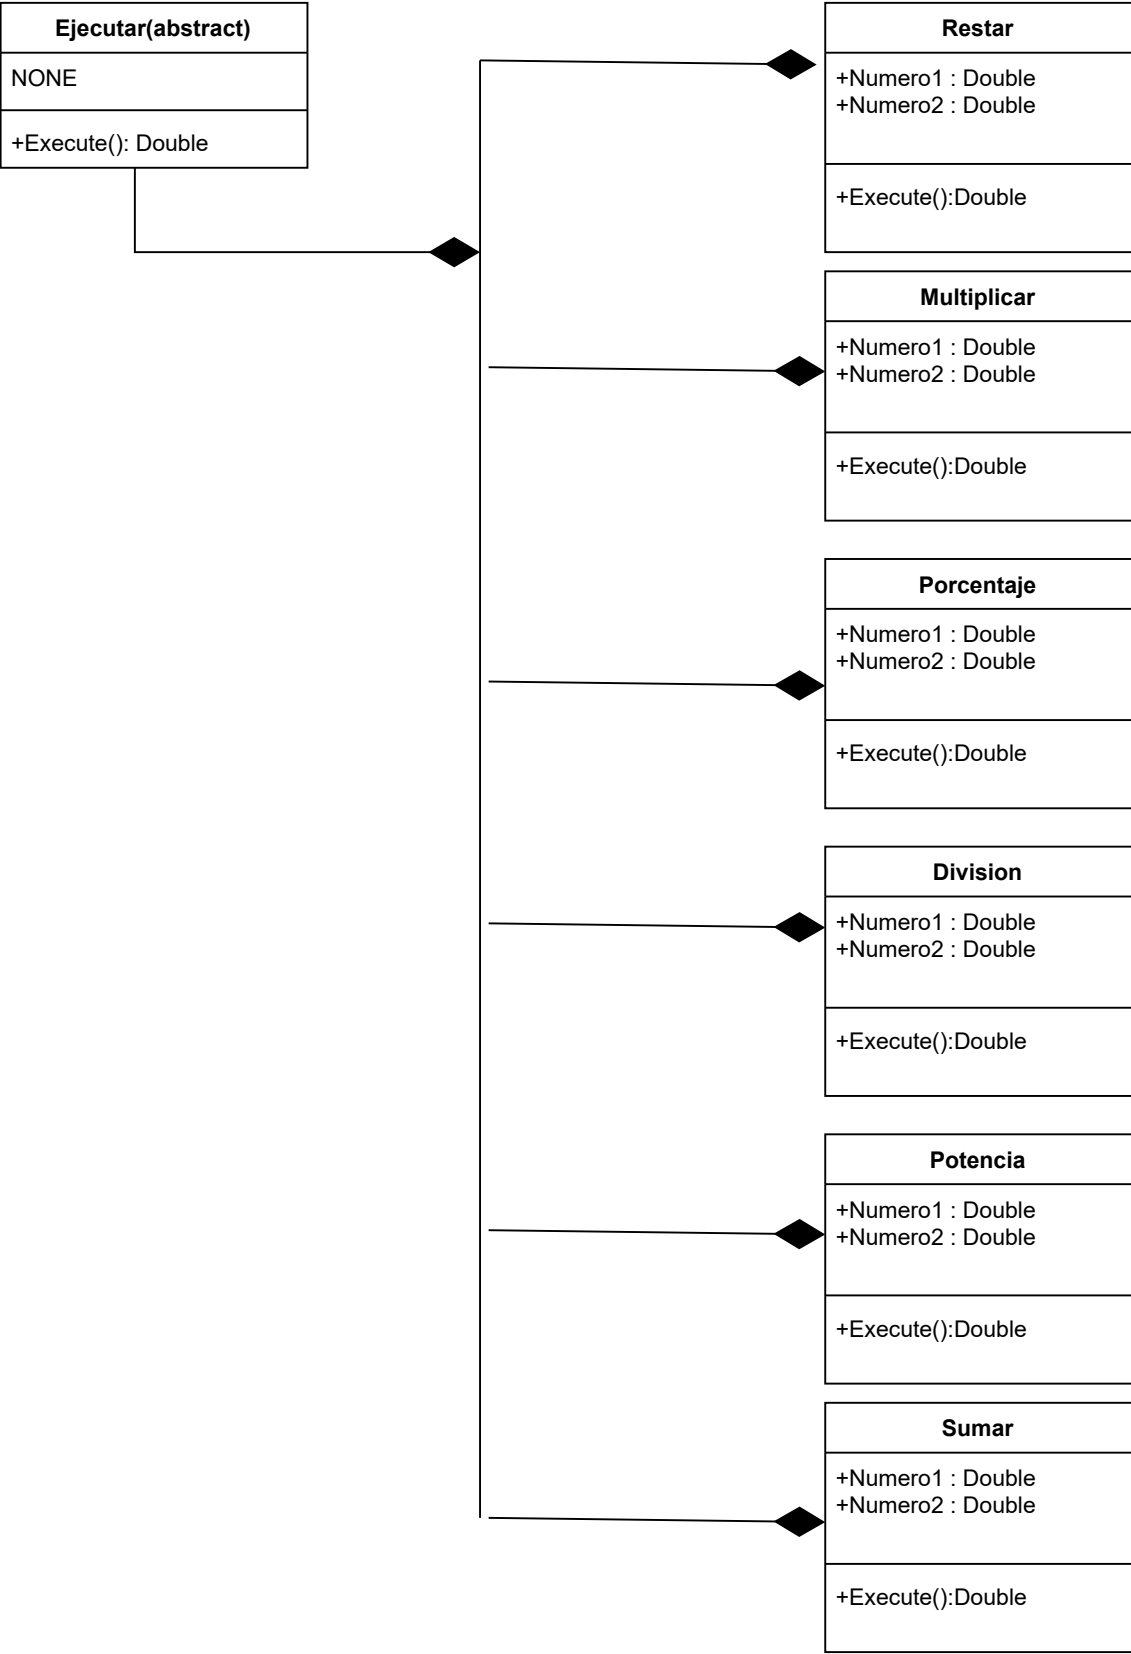 Ejecutar(abstract)
NONE
+Execute(): Double
Restar
+Numero1 : Double
+Numero2 : Double
+Execute():Double
Multiplicar
+Numero1 : Double
+Numero2 : Double
+Execute():Double
Porcentaje
+Numero1 : Double
+Numero2 : Double
+Execute():Double
Division
+Numero1 : Double
+Numero2 : Double
+Execute():Double
Potencia
+Numero1 : Double
+Numero2 : Double
+Execute():Double
Sumar
+Numero1 : Double
+Numero2 : Double
+Execute():Double